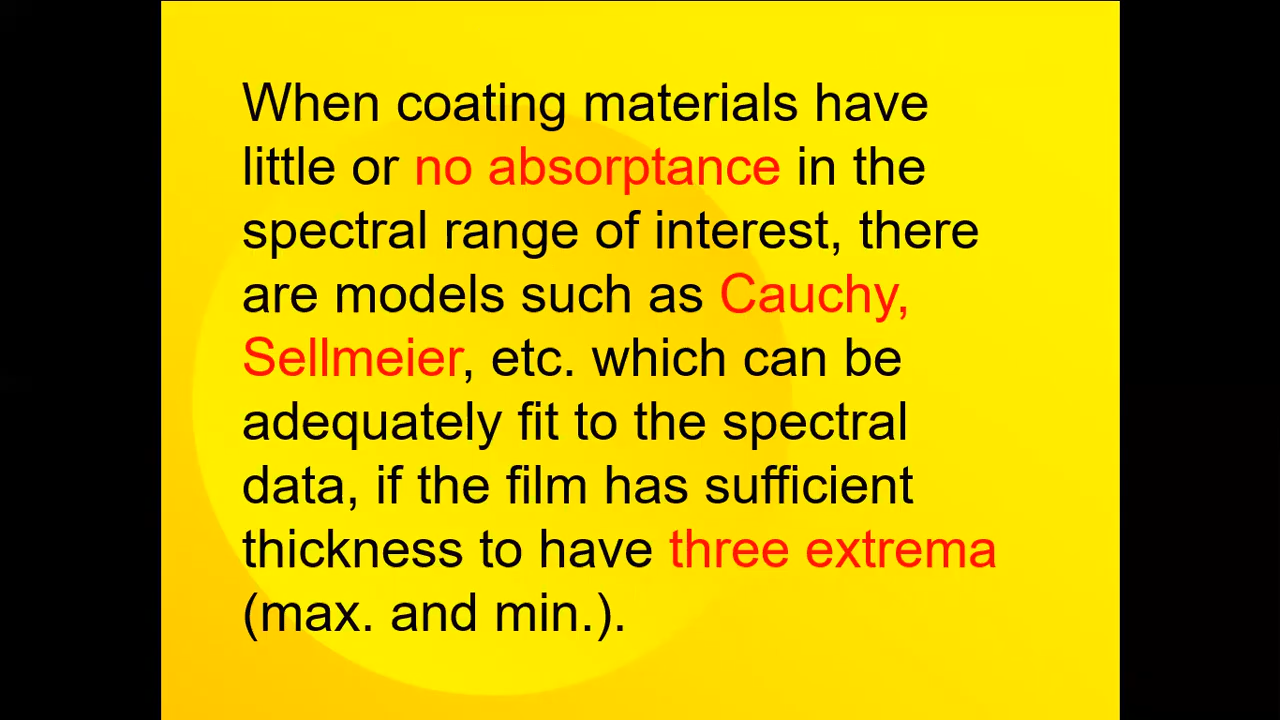 When coating materials have
little or no absorptance in the
spectral range of interest, there
are models such as Cauchy,
Sellmeier, etc. which can be
adequately fit to the spectral
data, if the film has sufficient
thickness to have three extrema
(max. and min.).